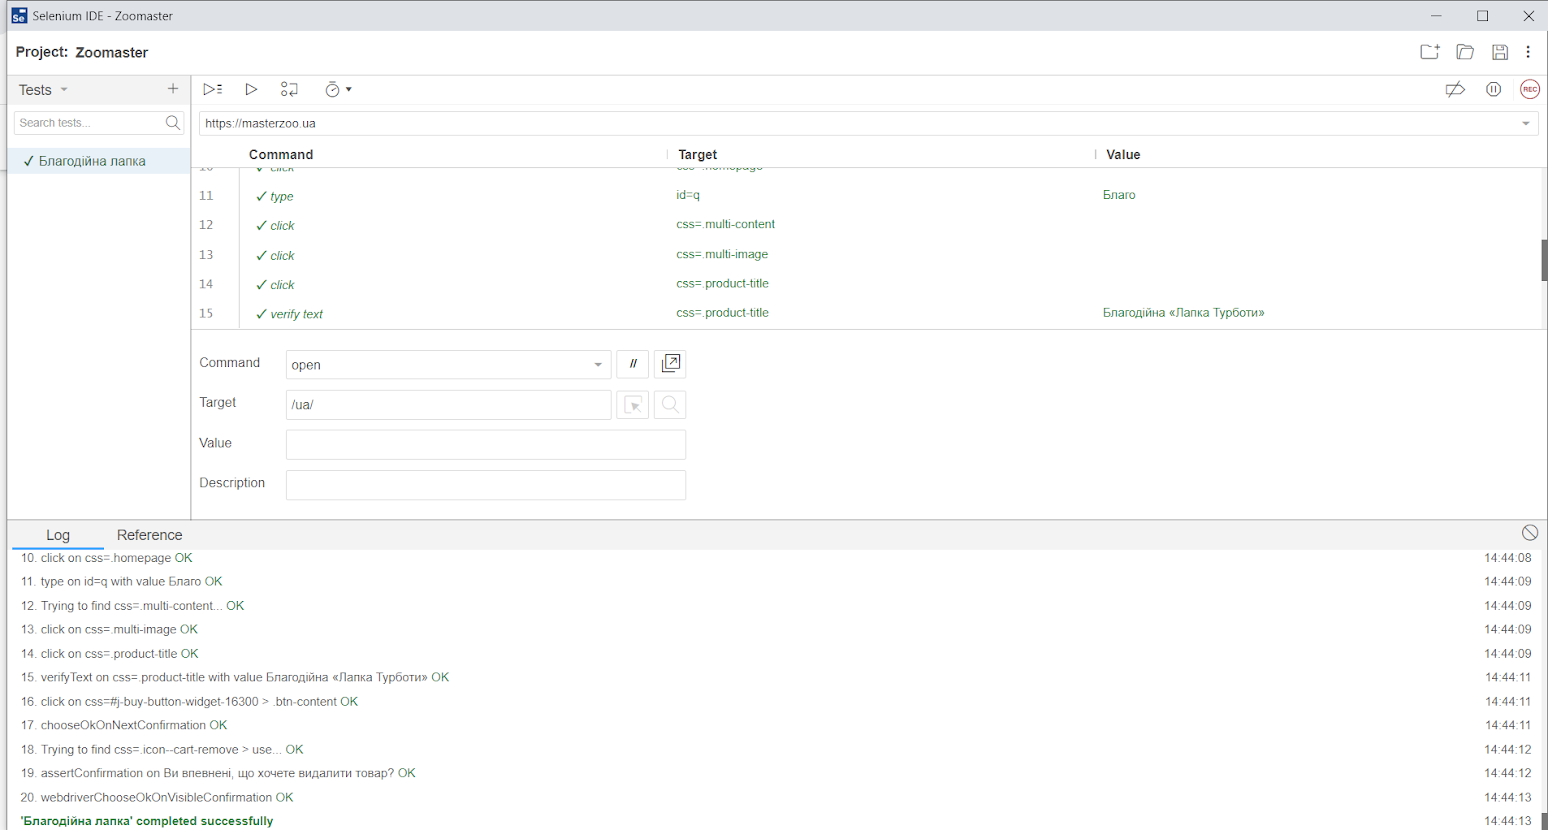 Selenium IDE - Zoomaster
Project: Zoomaster
Tests
https://masterzoo.ua
Search tests...
✓ Благодійна лапка
Command Target Value
10 ✓ click css=.homepage
11 ✓ type id=q Благо
12 ✓ click css=.multi-content
13 ✓ click css=.multi-image
14 ✓ click css=.product-title
15 ✓ verify text css=.product-title Благодійна «Лапка Турботи»
Command open //
Target /ua/
Value
Description
Log Reference
10. click on css=.homepage OK 14:44:08
11. type on id=q with value Благо OK 14:44:09
12. Trying to find css=.multi-content... OK 14:44:09
13. click on css=.multi-image OK 14:44:09
14. click on css=.product-title OK 14:44:09
15. verifyText on css=.product-title with value Благодійна «Лапка Турботи» OK 14:44:11
16. click on css=#j-buy-button-widget-16300 > .btn-content OK 14:44:11
17. chooseOkOnNextConfirmation OK 14:44:11
18. Trying to find css=.icon--cart-remove > use... OK 14:44:12
19. assertConfirmation on Ви впевнені, що хочете видалити товар? OK 14:44:12
20. webdriverChooseOkOnVisibleConfirmation OK 14:44:13
'Благодійна лапка' completed successfully 14:44:13
Se
REC